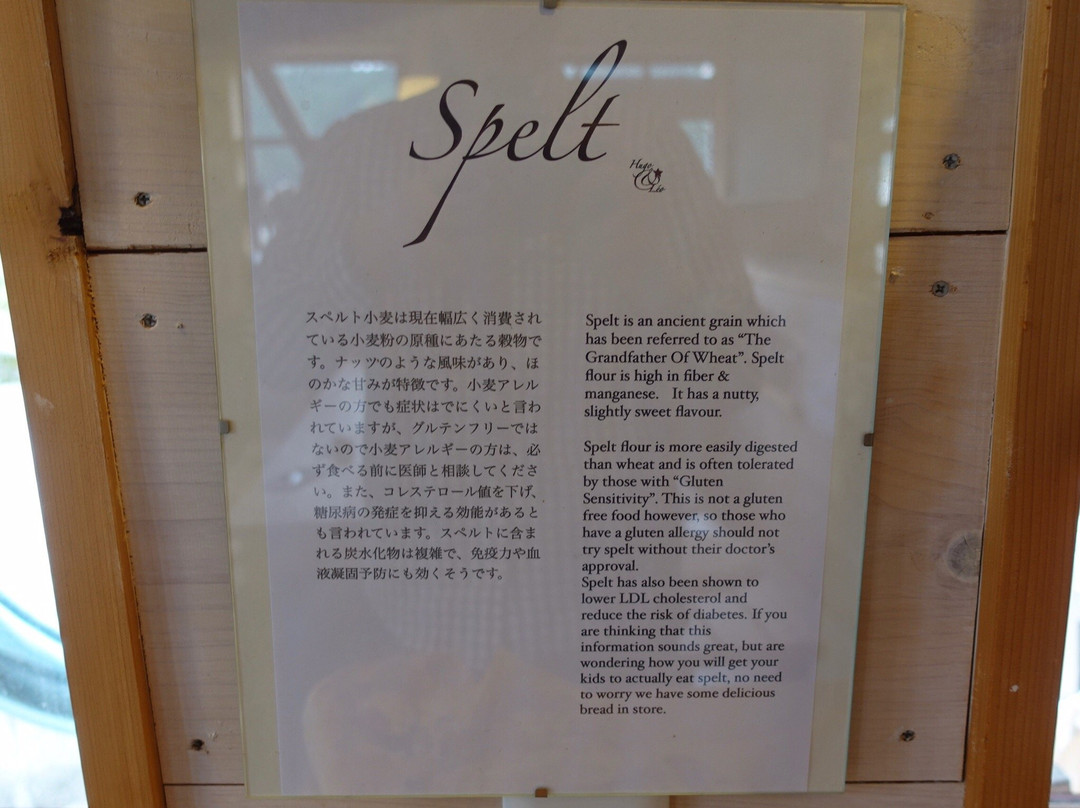 Spelt
Hugo
&
Léo
スペルト小麦は現在幅広く消費され
ている小麦粉の原種にあたる穀物で
す。ナッツのような風味があり、ほ
のかな甘みが特徴です。小麦アレル
ギーの方でも症状はでにくいと言わ
れていますが、グルテンフリーでは
ないので小麦アレルギーの方は、必
ず食べる前に医師と相談してくださ
い。また、コレステロール値を下げ、
糖尿病の発症を抑える効能があると
も言われています。スペルトに含ま
れる炭水化物は複雑で、免疫力や血
液凝固予防にも効くそうです。
Spelt is an ancient grain which
has been referred to as “The
Grandfather Of Wheat”. Spelt
flour is high in fiber &
manganese. It has a nutty,
slightly sweet flavour.
Spelt flour is more easily digested
than wheat and is often tolerated
by those with “Gluten
Sensitivity”. This is not a gluten
free food however, so those who
have a gluten allergy should not
try spelt without their doctor’s
approval.
Spelt has also been shown to
lower LDL cholesterol and
reduce the risk of diabetes. If you
are thinking that this
information sounds great, but are
wondering how you will get your
kids to actually eat spelt, no need
to worry we have some delicious
bread in store.